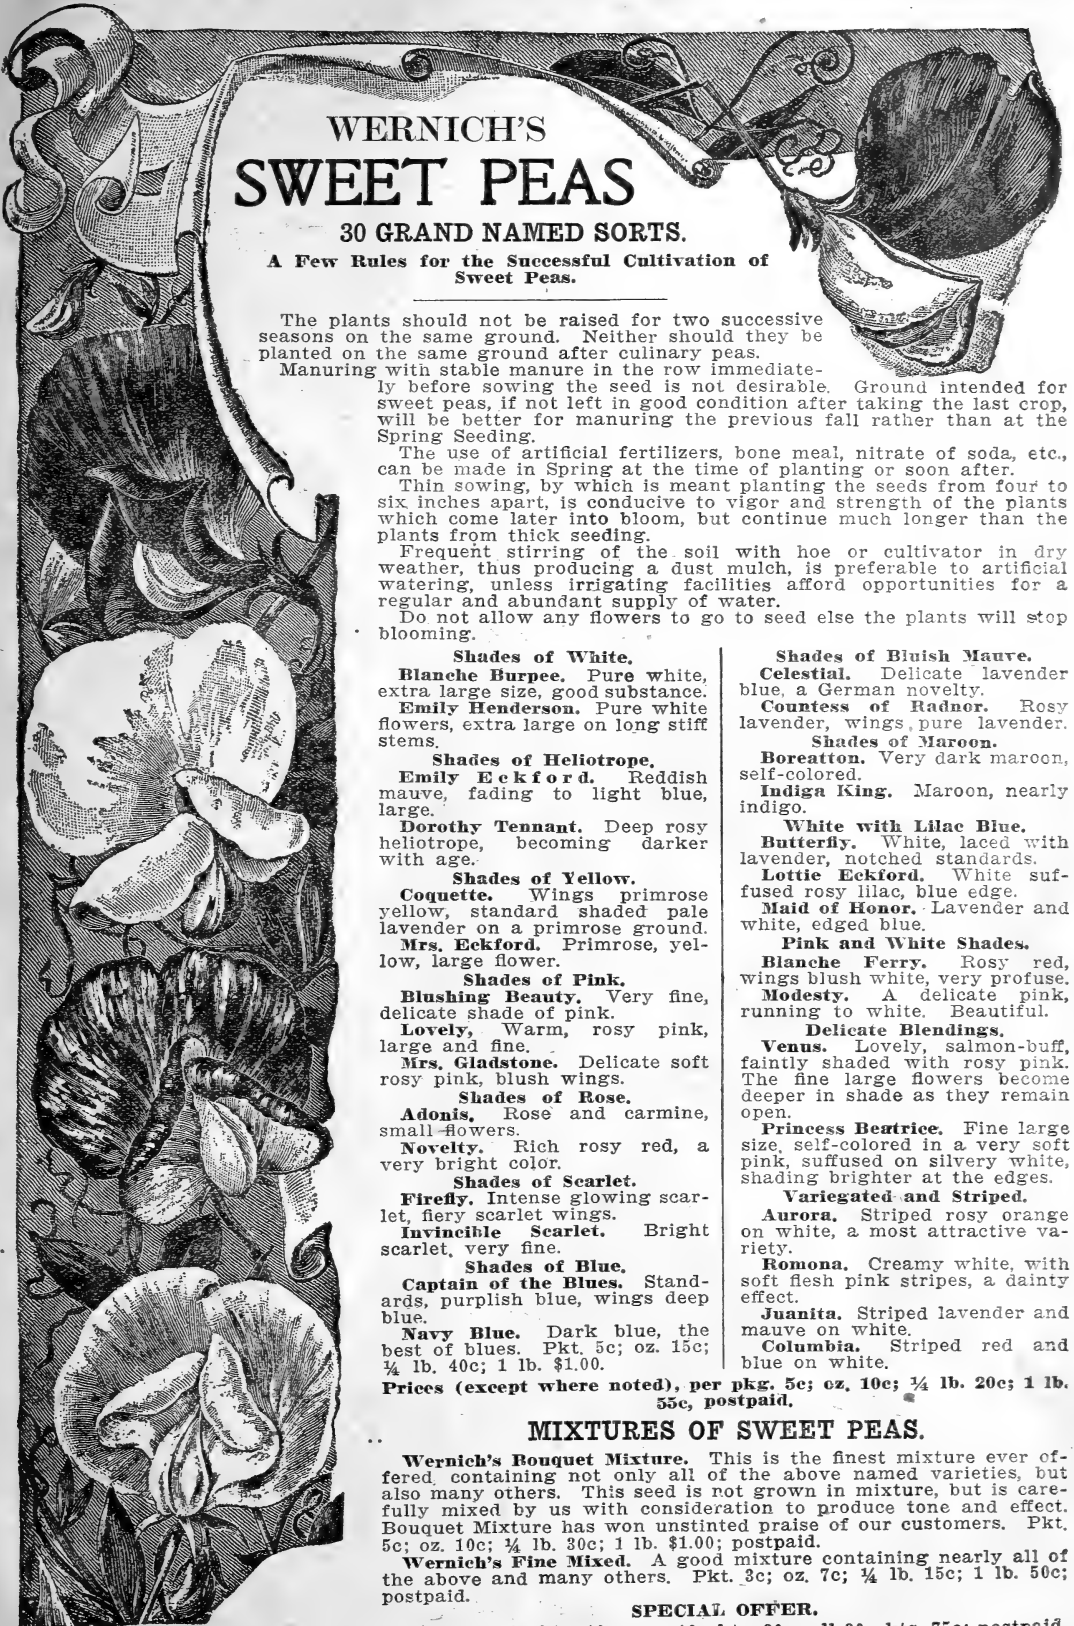 WERNICH'S
SWEET PEAS
30 GRAND NAMED SORTS.
A Few Rules for the Successful Cultivation of
Sweet Peas.
The plants should not be raised for two successive
seasons on the same ground. Neither should they be
planted on the same ground after culinary peas.
Manuring with stable manure in the row immediate-
ly before sowing the seed is not desirable. Ground intended for
sweet peas, if not left in good condition after taking the last crop,
will be better for manuring the previous fall rather than at the
Spring Seeding.
The use of artificial fertilizers, bone meal, nitrate of soda, etc.,
can be made in Spring at the time of planting or soon after.
Thin sowing, by which is meant planting the seeds from four to
six inches apart, is conducive to vigor and strength of the plants
which come later into bloom, but continue much longer than the
plants from thick seeding.
Frequent stirring of the soil with hoe or cultivator in dry
weather, thus producing a dust mulch, is preferable to artificial
watering, unless irrigating facilities afford opportunities for a
regular and abundant supply of water.
Do not allow any flowers to go to seed else the plants will stop
blooming.
Shades of White.
Blanche Burpee. Pure white,
extra large size, good substance.
Emily Henderson. Pure white
flowers, extra large on long stiff
stems.
Shades of Heliotrope.
Emily Eckford. Reddish
mauve, fading to light blue,
large.
Dorothy Tennant. Deep rosy
heliotrope, becoming darker
with age.
Shades of Yellow.
Coquette. Wings primrose
yellow, standard shaded pale
lavender on a primrose ground.
Mrs. Eckford. Primrose, yel-
low, large flower.
Shades of Pink.
Blushing Beauty. Very fine,
delicate shade of pink.
Lovely, Warm, rosy pink,
large and fine.
Mrs. Gladstone. Delicate soft
rosy pink, blush wings.
Shades of Rose.
Adonis. Rose and carmine,
small flowers.
Novelty. Rich rosy red, a
very bright color.
Shades of Scarlet.
Firefly. Intense glowing scar-
let, fiery scarlet wings.
Invincible Scarlet. Bright
scarlet, very fine.
Shades of Blue.
Captain of the Blues. Stand-
ards, purplish blue, wings deep
blue.
Navy Blue. Dark blue, the
best of blues. Pkt. 5c; oz. 15c;
¼ lb. 40c; 1 lb. $1.00.
Shades of Bluish Mauve.
Celestial. Delicate lavender
blue, a German novelty.
Countess of Radnor. Rosy
lavender, wings pure lavender.
Shades of Maroon.
Boreatton. Very dark maroon,
self-colored.
Indiga King. Maroon, nearly
indigo.
White with Lilac Blue.
Butterfly. White, laced with
lavender, notched standards.
Lottie Eckford. White suf-
fused rosy lilac, blue edge.
Maid of Honor. Lavender and
white, edged blue.
Pink and White Shades.
Blanche Ferry. Rosy red,
wings blush white, very profuse.
Modesty. A delicate pink,
running to white. Beautiful.
Delicate Blendings.
Venus. Lovely, salmon-buff,
faintly shaded with rosy pink.
The fine large flowers become
deeper in shade as they remain
open.
Princess Beatrice. Fine large
size, self-colored in a very soft
pink, suffused on silvery white,
shading brighter at the edges.
Variegated and Striped.
Aurora. Striped rosy orange
on white, a most attractive va-
riety.
Romona. Creamy white, with
soft flesh pink stripes, a dainty
effect.
Juanita. Striped lavender and
mauve on white.
Columbia. Striped red and
blue on white.
Prices (except where noted), per pkg. 5c; oz. 10c; ¼ lb. 20c; 1 lb.
55c, postpaid.
MIXTURES OF SWEET PEAS.
Wernich's Bouquet Mixture. This is the finest mixture ever of-
fered, containing not only all of the above named varieties, but
also many others. This seed is not grown in mixture, but is care-
fully mixed by us with consideration to produce tone and effect.
Bouquet Mixture has won unstinted praise of our customers. Pkt.
5c; oz. 10c; ¼ lb. 30c; 1 lb. $1.00; postpaid.
Wernich's Fine Mixed. A good mixture containing nearly all of
the above and many others. Pkt. 3c; oz. 7c; ¼ lb. 15c; 1 lb. 50c;
postpaid.
SPECIAL OFFER.